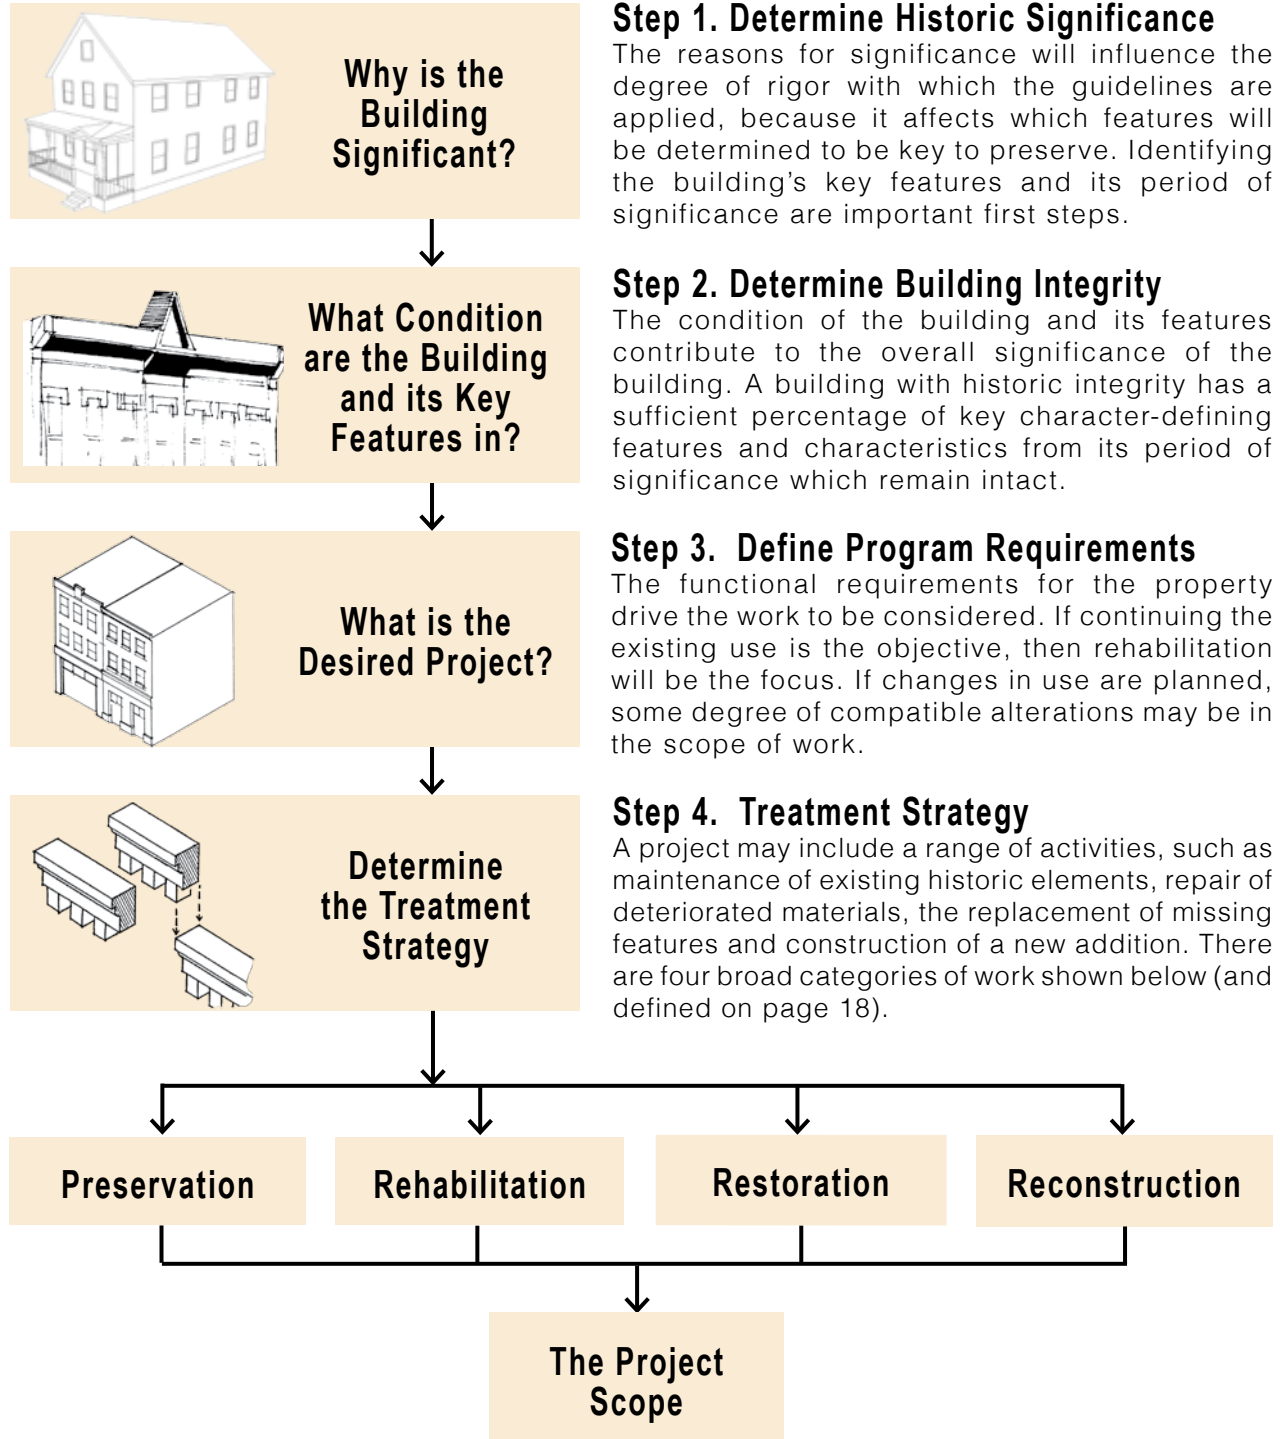 Why is the
Building
Significant?
Step 1. Determine Historic Significance
The reasons for significance will influence the
degree of rigor with which the guidelines are
applied, because it affects which features will
be determined to be key to preserve. Identifying
the building's key features and its period of
significance are important first steps.
What Condition
are the Building
and its Key
Features in?
Step 2. Determine Building Integrity
The condition of the building and its features
contribute to the overall significance of the
building. A building with historic integrity has a
sufficient percentage of key character-defining
features and characteristics from its period of
significance which remain intact.
What is the
Desired Project?
Step 3. Define Program Requirements
The functional requirements for the property
drive the work to be considered. If continuing the
existing use is the objective, then rehabilitation
will be the focus. If changes in use are planned,
some degree of compatible alterations may be in
the scope of work.
Determine
the Treatment
Strategy
Step 4. Treatment Strategy
A project may include a range of activities, such as
maintenance of existing historic elements, repair of
deteriorated materials, the replacement of missing
features and construction of a new addition. There
are four broad categories of work shown below (and
defined on page 18).
Preservation
Rehabilitation
Restoration
Reconstruction
The Project
Scope